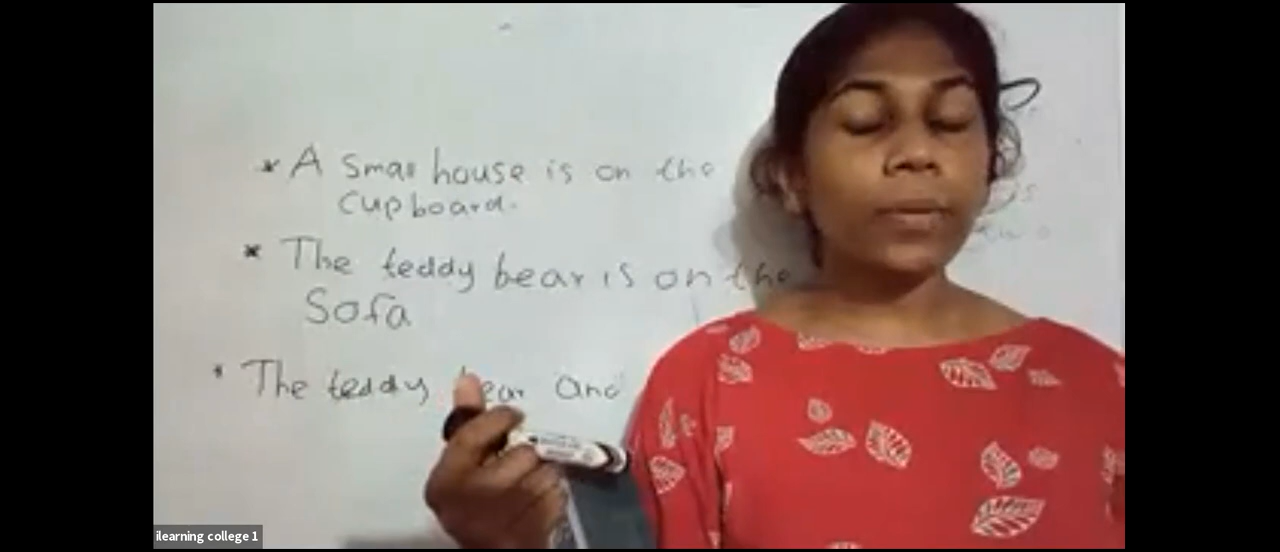 * A smal house is on the
cupboard.
* The teddy bear is on the
Sofa
* The teddy bear and
ilearning college 1